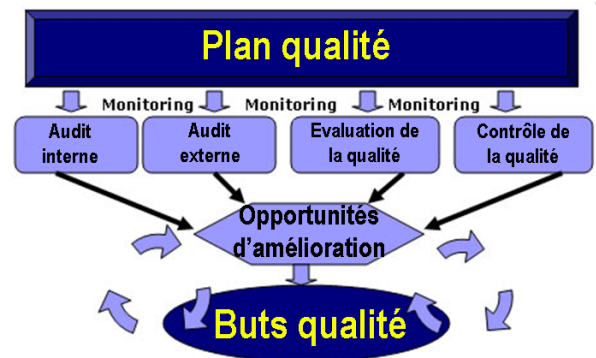 Plan qualité
Monitoring Monitoring Monitoring
Audit
interne
Audit
externe
Evaluation de
la qualité
Contrôle de
la qualité
Opportunités
d'amélioration
Buts qualité